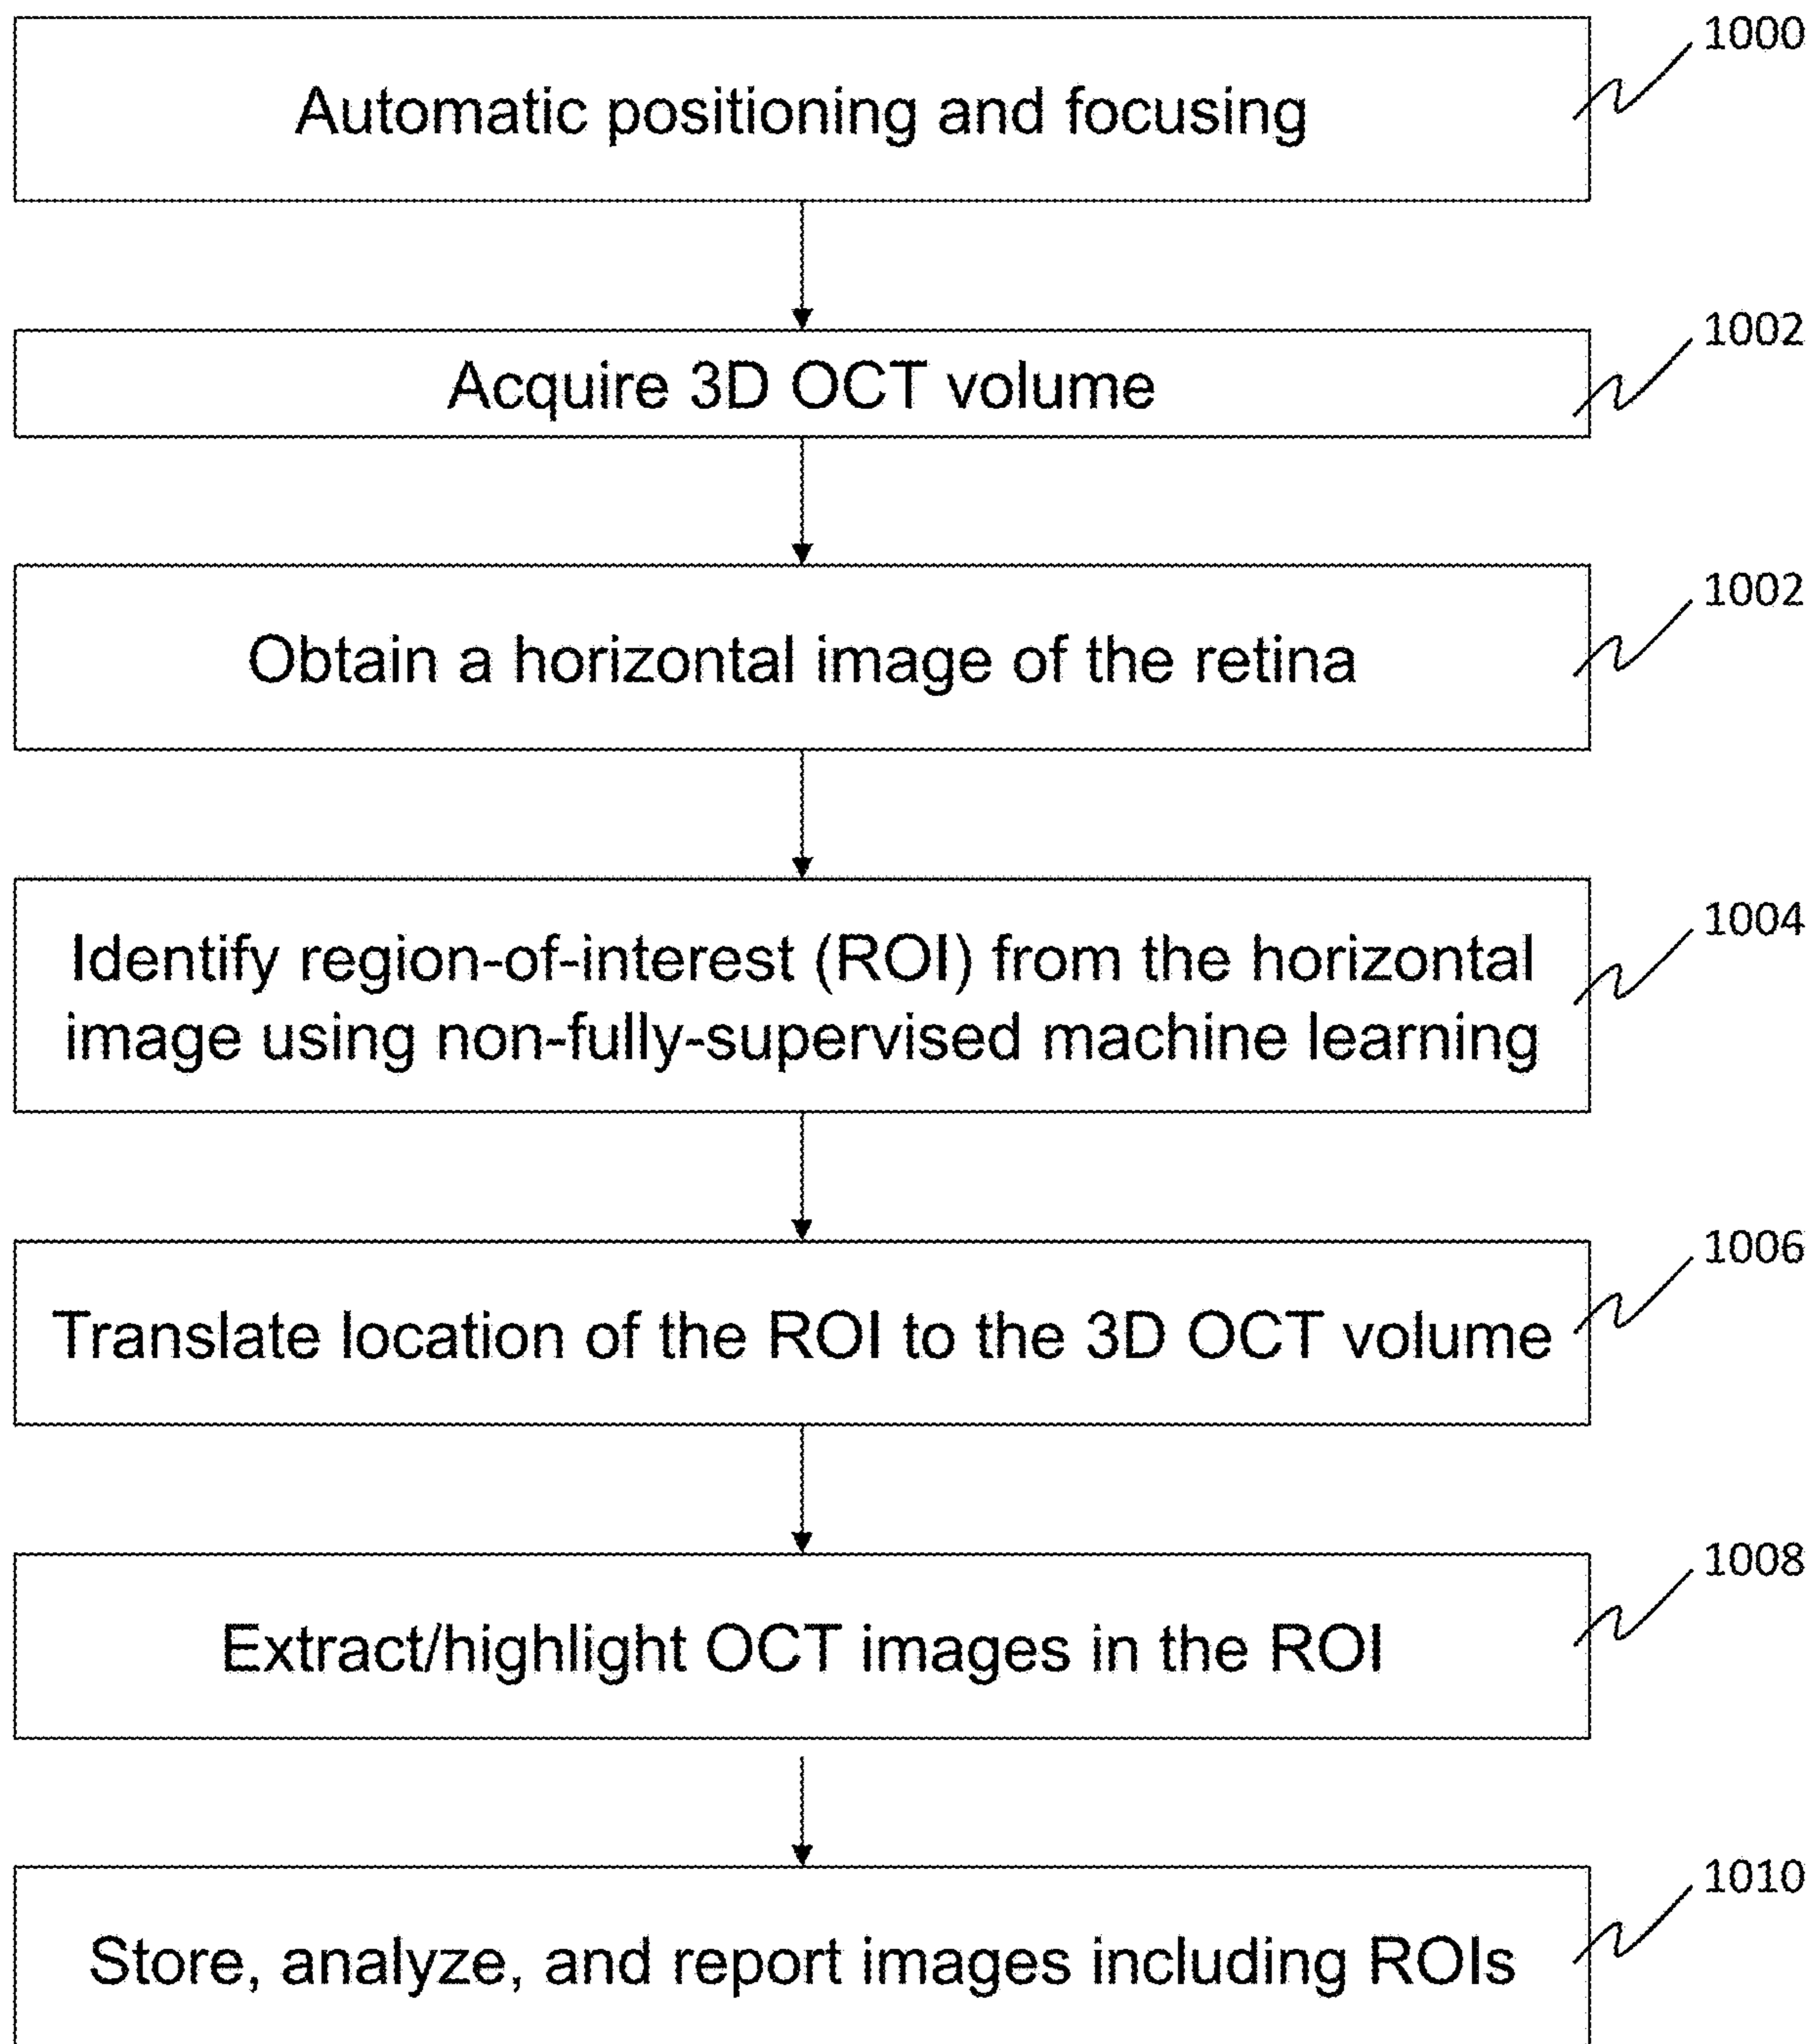 1000
Automatic positioning and focusing
1002
Acquire 3D OCT volume
1002
Obtain a horizontal image of the retina
1004
Identify region-of-interest (ROI) from the horizontal
image using non-fully-supervised machine learning
1006
Translate location of the ROI to the 3D OCT volume
1008
Extract/highlight OCT images in the ROI
1010
Store, analyze, and report images including ROIs